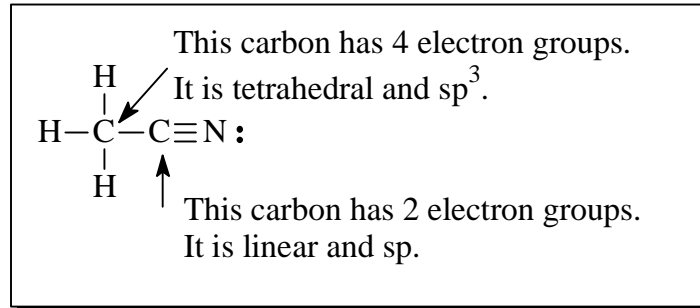 This carbon has 4 electron groups.
It is tetrahedral and sp³.
H
H—C—C≡N:
H
This carbon has 2 electron groups.
It is linear and sp.